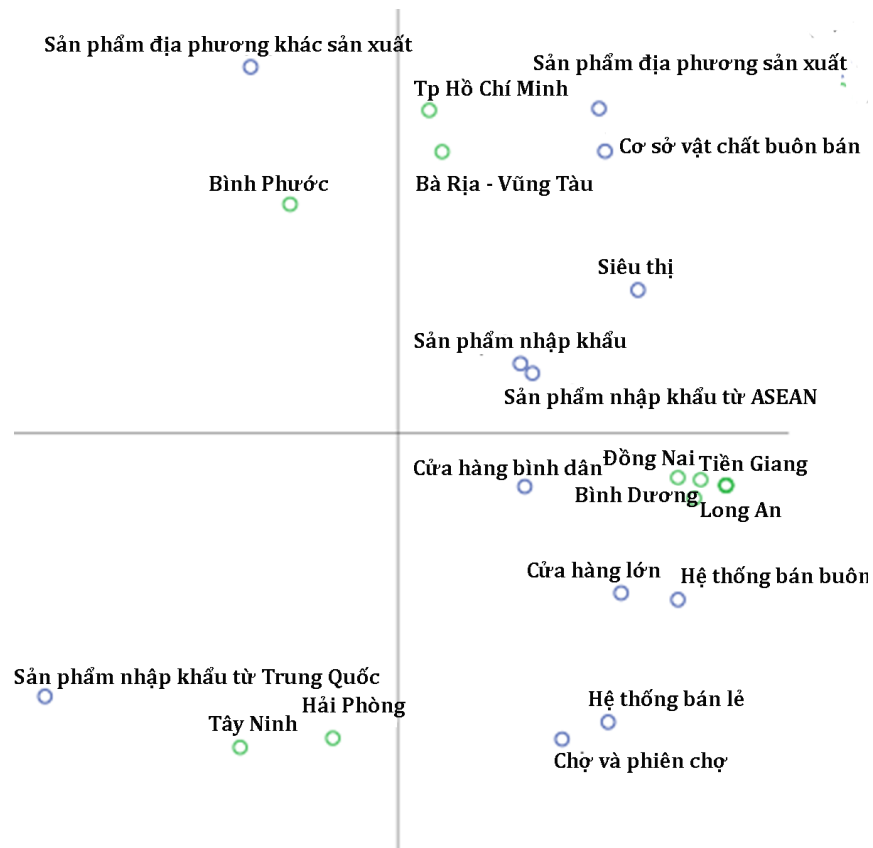 Sản phẩm địa phương khác sản xuất
Sản phẩm địa phương sản xuất
Tp Hồ Chí Minh
Cơ sở vật chất buôn bán
Bình Phước
Bà Rịa - Vũng Tàu
Siêu thị
Sản phẩm nhập khẩu
Sản phẩm nhập khẩu từ ASEAN
Cửa hàng bình dân
Đồng Nai
Tiền Giang
Bình Dương
Long An
Cửa hàng lớn
Hệ thống bán buôn
Sản phẩm nhập khẩu từ Trung Quốc
Hải Phòng
Tây Ninh
Hệ thống bán lẻ
Chợ và phiên chợ